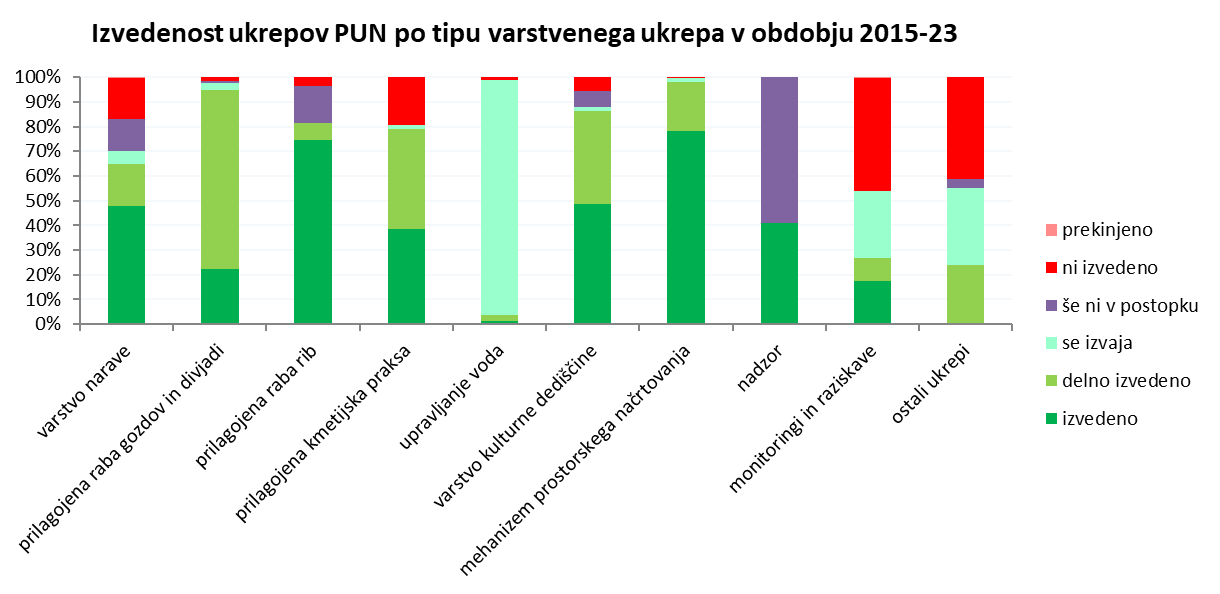 Izvedenost ukrepov PUN po tipu varstvenega ukrepa v obdobju 2015-23
100%
90%
80%
70%
60%
50%
40%
30%
20%
10%
0%
varstvo narave
prilagojena raba gozdov in divjadi
prilagojena raba rib
prilagojena kmetijska praksa
upravljanje voda
varstvo kulturne dediščine
mehanizem prostorskega načrtovanja
nadzor
monitoringi in raziskave
ostali ukrepi
prekinjeno
ni izvedeno
še ni v postopku
se izvaja
delno izvedeno
izvedeno